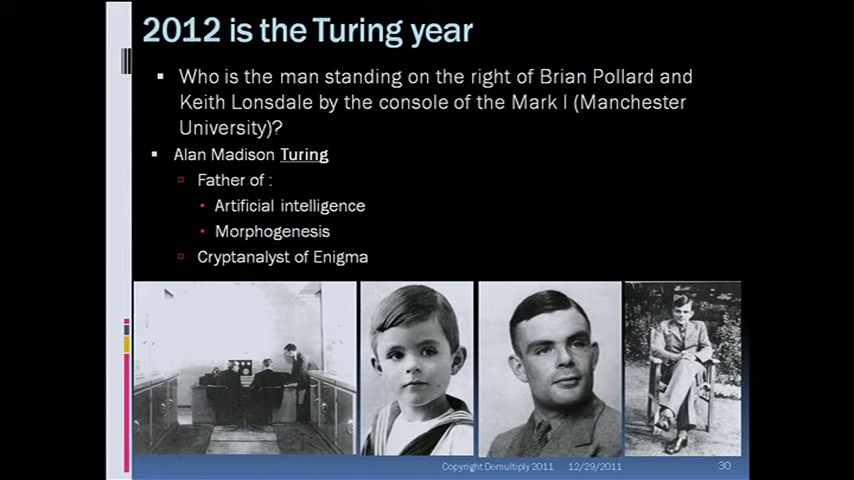 2012 is the Turing year
Who is the man standing on the right of Brian Pollard and
Keith Lonsdale by the console of the Mark I (Manchester
University)?
Alan Madison Turing
Father of :
Artificial intelligence
Morphogenesis
Cryptanalyst of Enigma
Copyright Domultiply 2011 12/29/2011 30